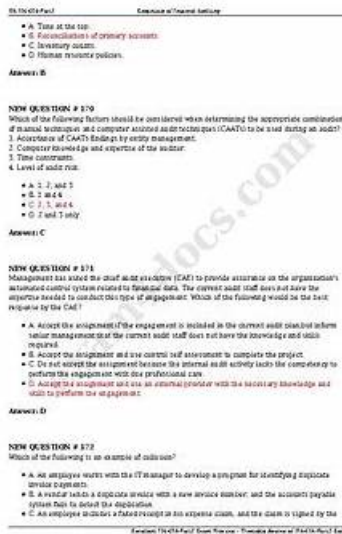 A. Tone at the top.
B. Reconciliations of primary accounts.
C. Inventory counts.
D. Human resource policies.
Answer: B
NEW QUESTION # 170
Which of the following factors should be considered when determining the appropriate combination
of manual techniques and computer assisted audit techniques (CAATs) to be used during an audit?
1. Acceptance of CAATs findings by entity management.
2. Computer knowledge and expertise of the auditor.
3. Time constraints.
4. Level of audit risk.
A. 1, 2, and 3
B. 1 and 4
C. 2, 3, and 4
D. 2 and 3 only
Answer: C
NEW QUESTION # 171
Management has asked the chief audit executive (CAE) to provide assurance on the organization's
automated control system related to financial data. The current audit staff does not have the
expertise needed to conduct this type of engagement. Which of the following would be the best
response by the CAE?
A. Accept the assignment if the engagement is included in the current audit plan, but inform
senior management that the current audit staff does not have the knowledge and skills
required.
B. Accept the assignment and use control self assessment to complete the project.
C. Do not accept the assignment because the internal audit activity lacks the competency to
perform the engagement with due professional care.
D. Accept the assignment and use an external provider with the necessary knowledge and
skills to perform the engagement.
Answer: D
NEW QUESTION # 172
Which of the following is an example of collusion?
A. An employee works with the IT manager to develop a program for identifying duplicate
invoice payments.
B. A vendor sends a duplicate invoice with a new invoice number, and the accounts payable
system fails to detect the duplication.
C. An employee includes a faked receipt in his expense claim, and the claim is signed by the